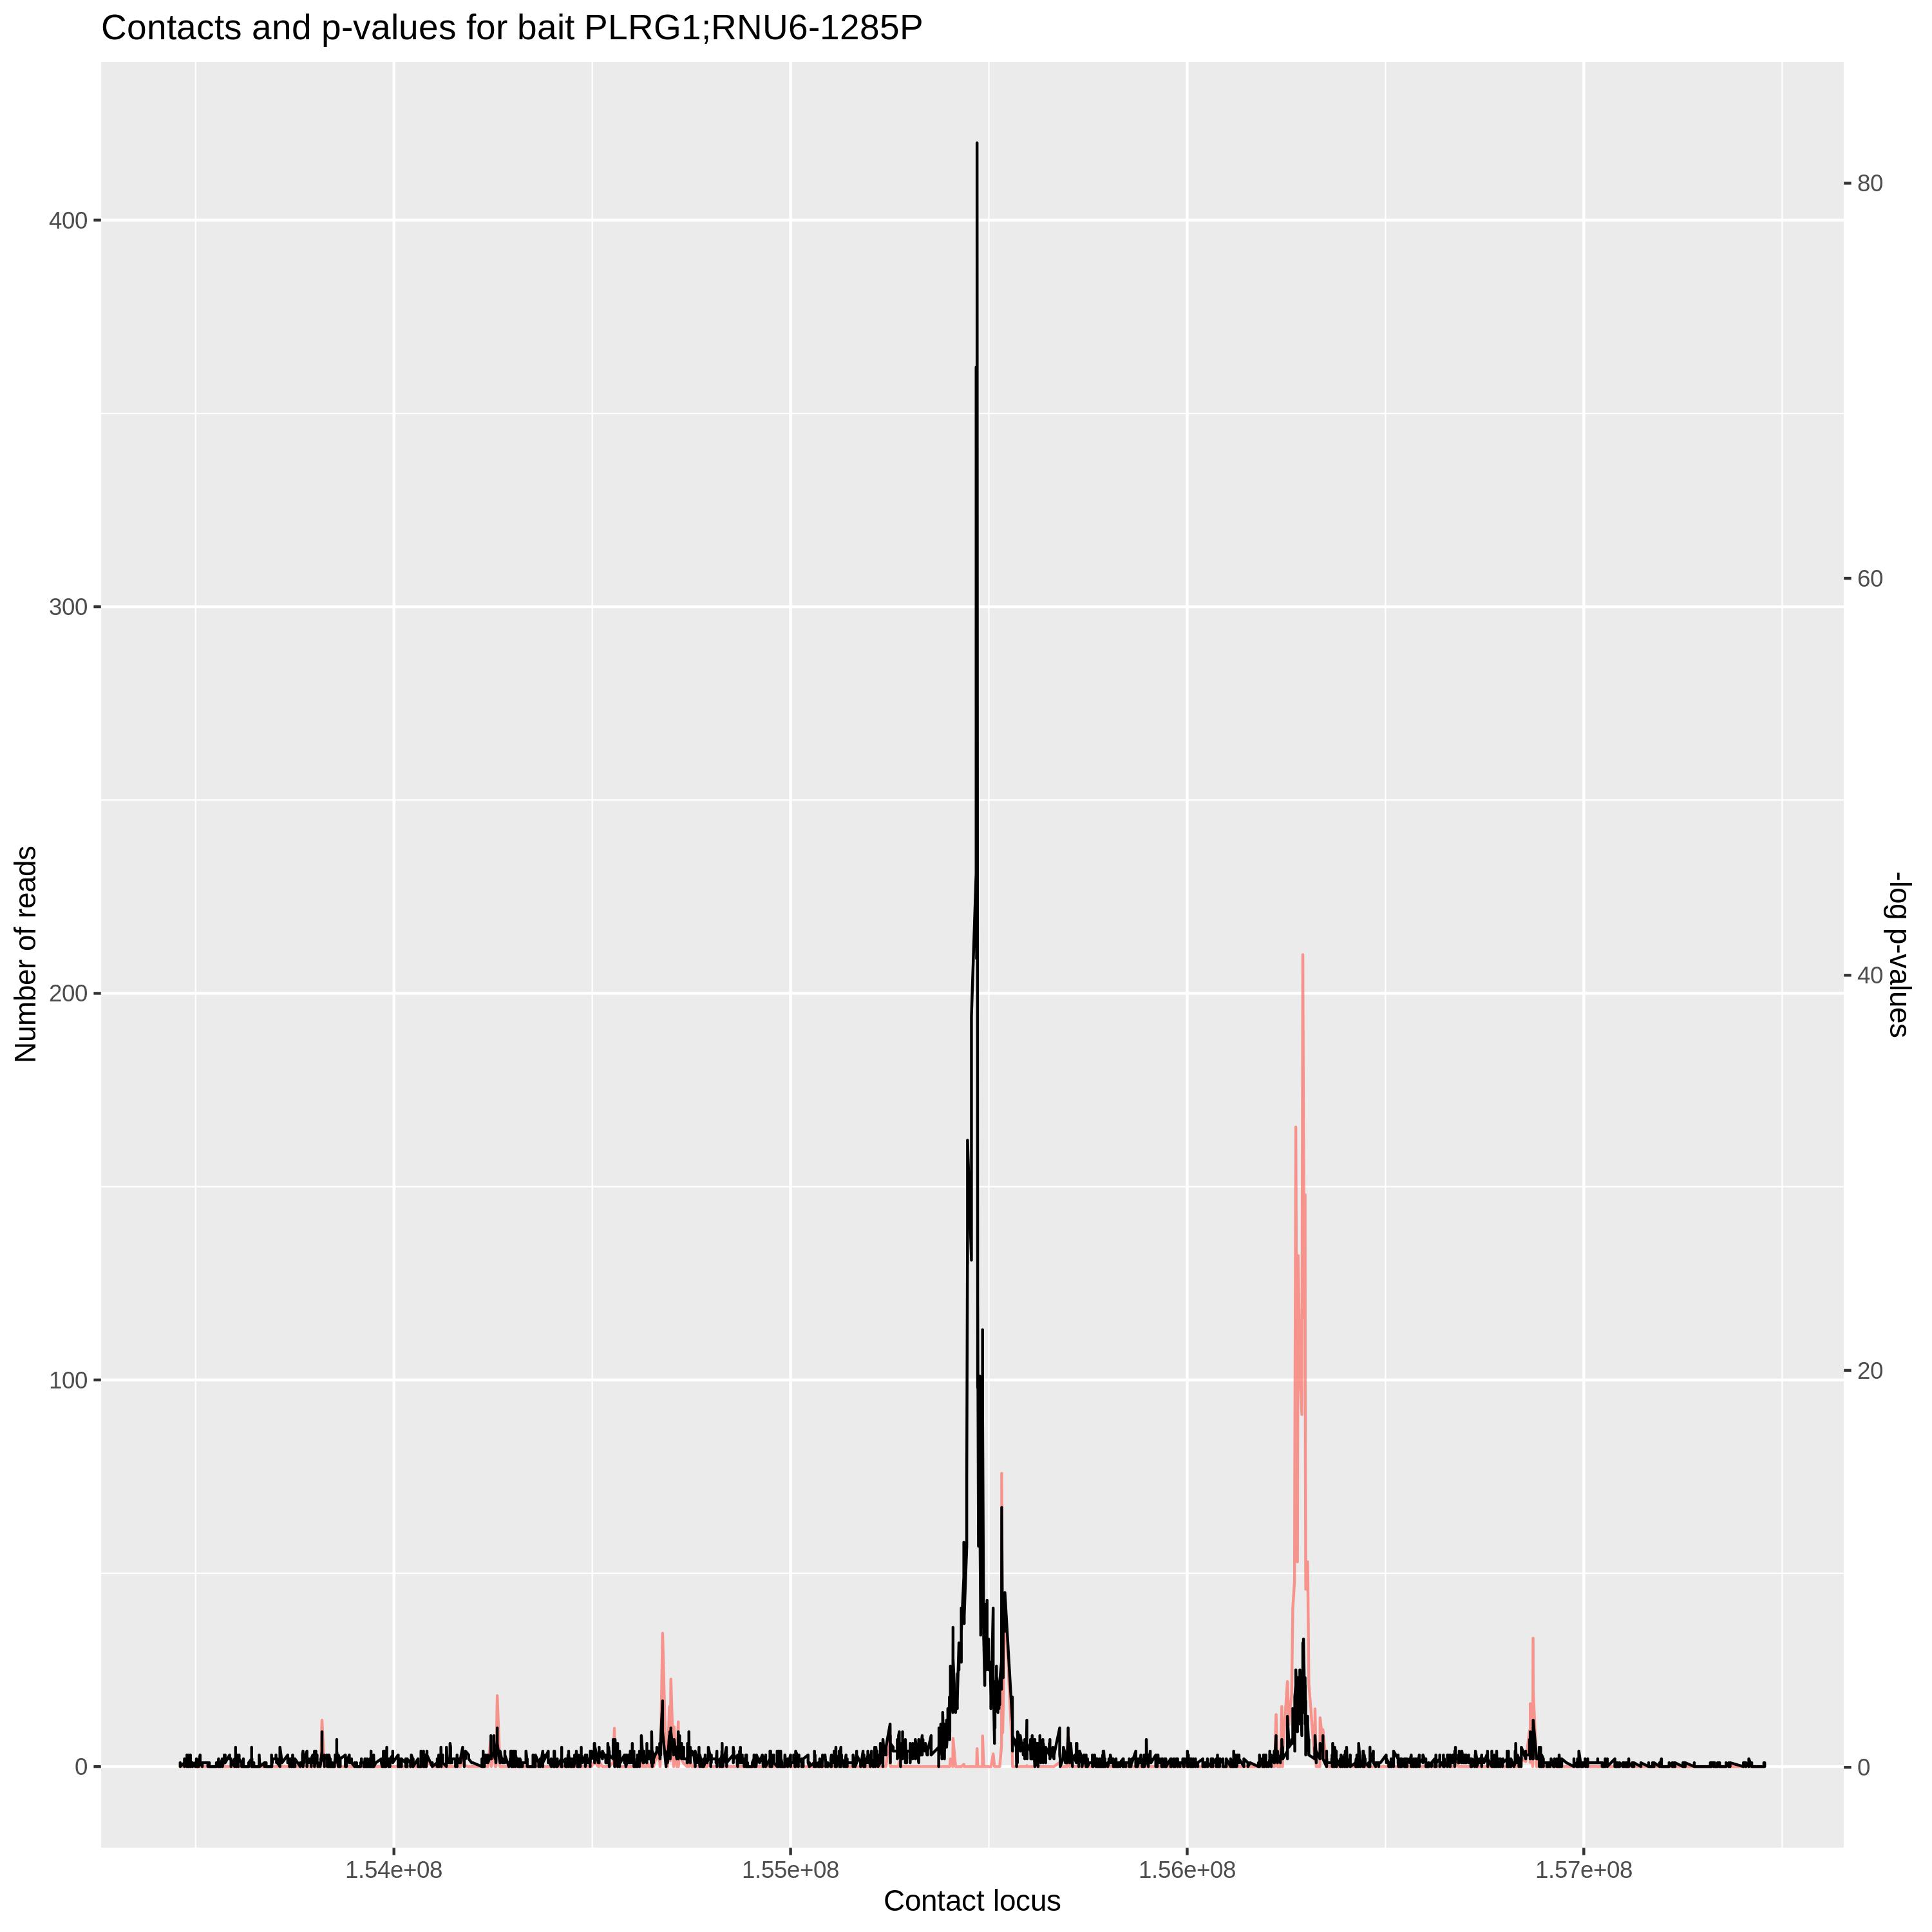 Contacts and p-values for bait PLRG1;RNU6-1285P
400
300
200
100
0
Number of reads
80
60
40
20
0
-log p-values
1.54e+08
1.55e+08
1.56e+08
1.57e+08
Contact locus